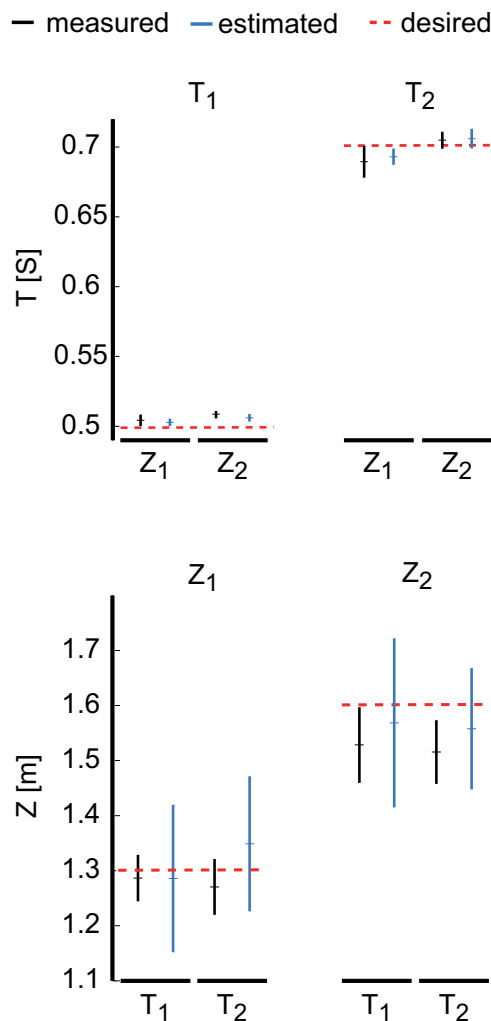 measured estimated desired
T1 T2
0.7
0.65
0.6
0.55
0.5
T [S]
Z1 Z2 Z1 Z2
Z1 Z2
1.7
1.6
1.5
1.4
1.3
1.2
1.1
Z [m]
T1 T2 T1 T2